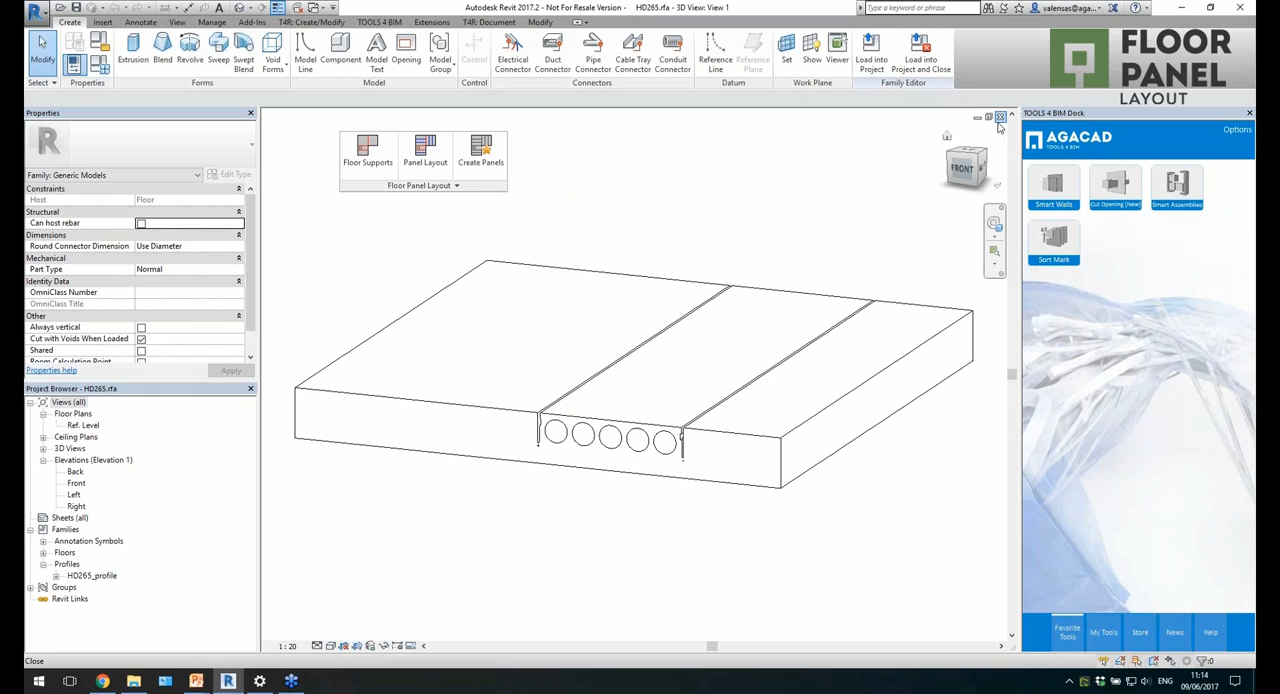 Autodesk Revit 2017.2 - Not For Resale Version -    HD265.rfa - 3D View: View 1
Type a keyword or phrase
valensas@aga...
Create
Insert
Annotate
View
Manage
Add-Ins
T4R: Create/Modify
TOOLS 4 BIM
Extensions
T4R: Document
Modify
Modify
Extrusion
Blend
Revolve
Sweep
Swept
Blend
Void
Forms
Model
Line
Component
Model
Text
Opening
Model
Group
Control
Electrical
Connector
Duct
Connector
Pipe
Connector
Cable Tray
Connector
Conduit
Connector
Reference
Line
Reference
Plane
Set
Show
Viewer
Load into
Project
Load into
Project and Close
Select
Properties
Forms
Model
Control
Connectors
Datum
Work Plane
Family Editor
FLOOR
PANEL
LAYOUT
Properties
R
Family: Generic Models
Edit Type
Constraints
Host
Floor
Structural
Can host rebar
Dimensions
Round Connector Dimension
Use Diameter
Mechanical
Part Type
Normal
Identity Data
OmniClass Number
OmniClass Title
Other
Always vertical
Cut with Voids When Loaded
Shared
Room Calculation Point
Properties help
Apply
Project Browser - HD265.rfa
Views (all)
Floor Plans
Ref. Level
Ceiling Plans
3D Views
Elevations (Elevation 1)
Back
Front
Left
Right
Sheets (all)
Families
Annotation Symbols
Floors
Profiles
HD265_profile
Groups
Revit Links
Floor Supports
Panel Layout
Create Panels
Floor Panel Layout
FRONT
1 : 20
TOOLS 4 BIM Dock
AGACAD
TOOLS 4 BIM
Options
Smart Walls
Cut Opening (New)
Smart Assemblies
Sort Mark
Favorite
Tools
My Tools
Store
News
Help
Close
:0
ENG
11:14
09/06/2017